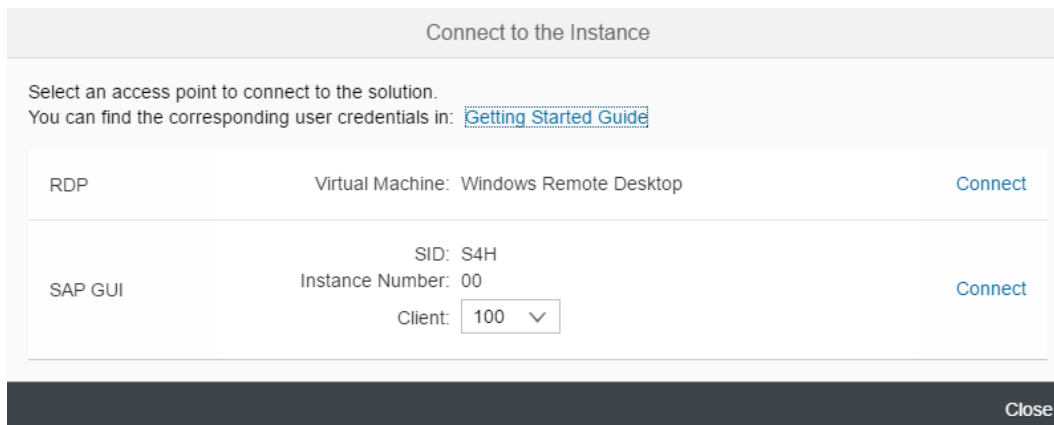 Connect to the Instance
Select an access point to connect to the solution.
You can find the corresponding user credentials in: Getting Started Guide
RDP Virtual Machine: Windows Remote Desktop Connect
SID: S4H
Instance Number: 00
SAP GUI Connect
Client: 100
Close